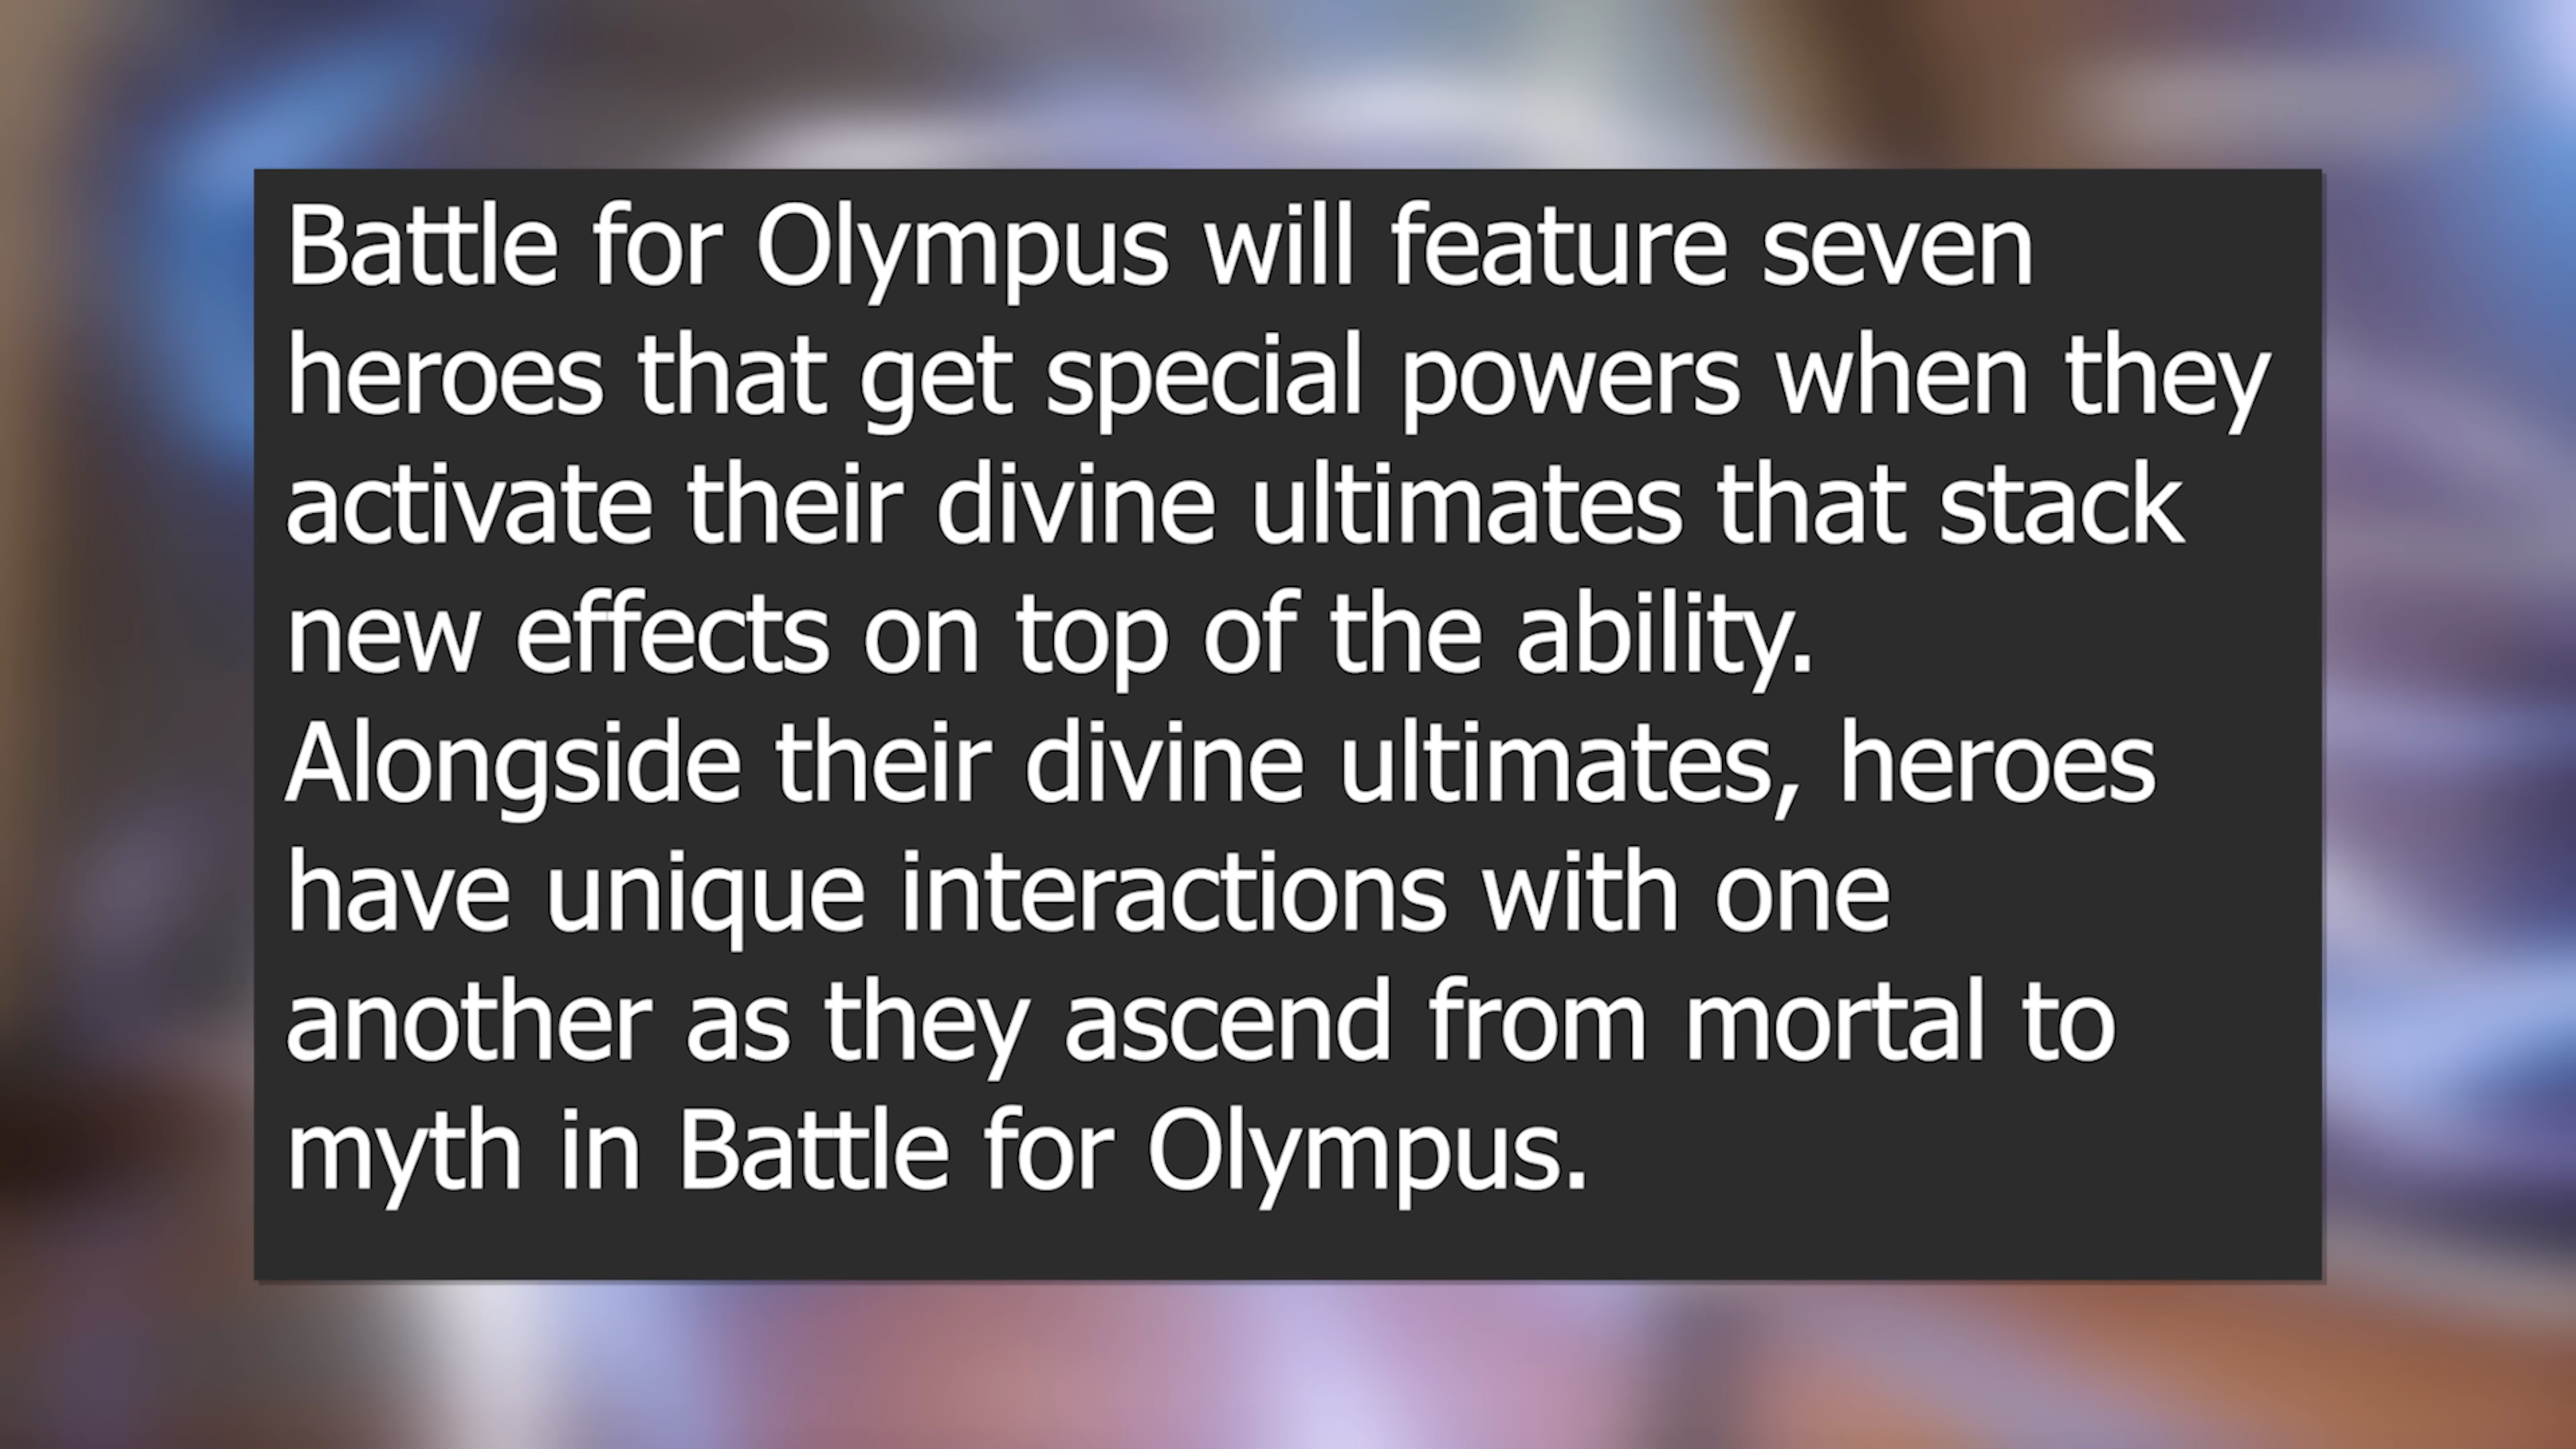 Battle for Olympus will feature seven
heroes that get special powers when they
activate their divine ultimates that stack
new effects on top of the ability.
Alongside their divine ultimates, heroes
have unique interactions with one
another as they ascend from mortal to
myth in Battle for Olympus.